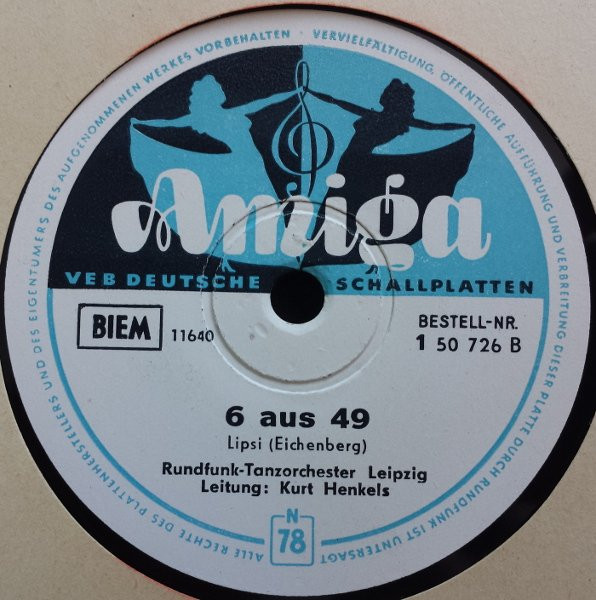 ALLE RECHTE DES PLATTENHERSTELLERS UND DES EIGENTÜMERS DES AUFGENOMMENEN WERKES VORBEHALTEN · VERVIELFÄLTIGUNG, ÖFFENTLICHE AUFFÜHRUNG UND VERBREITUNG DIESER PLATTE DURCH RUNDFUNK IST UNTERSAGT
Amiga
VEB DEUTSCHE SCHALLPLATTEN
BIEM 11640
BESTELL-NR.
1 50 726 B
6 aus 49
Lipsi (Eichenberg)
Rundfunk-Tanzorchester Leipzig
Leitung: Kurt Henkels
N
78